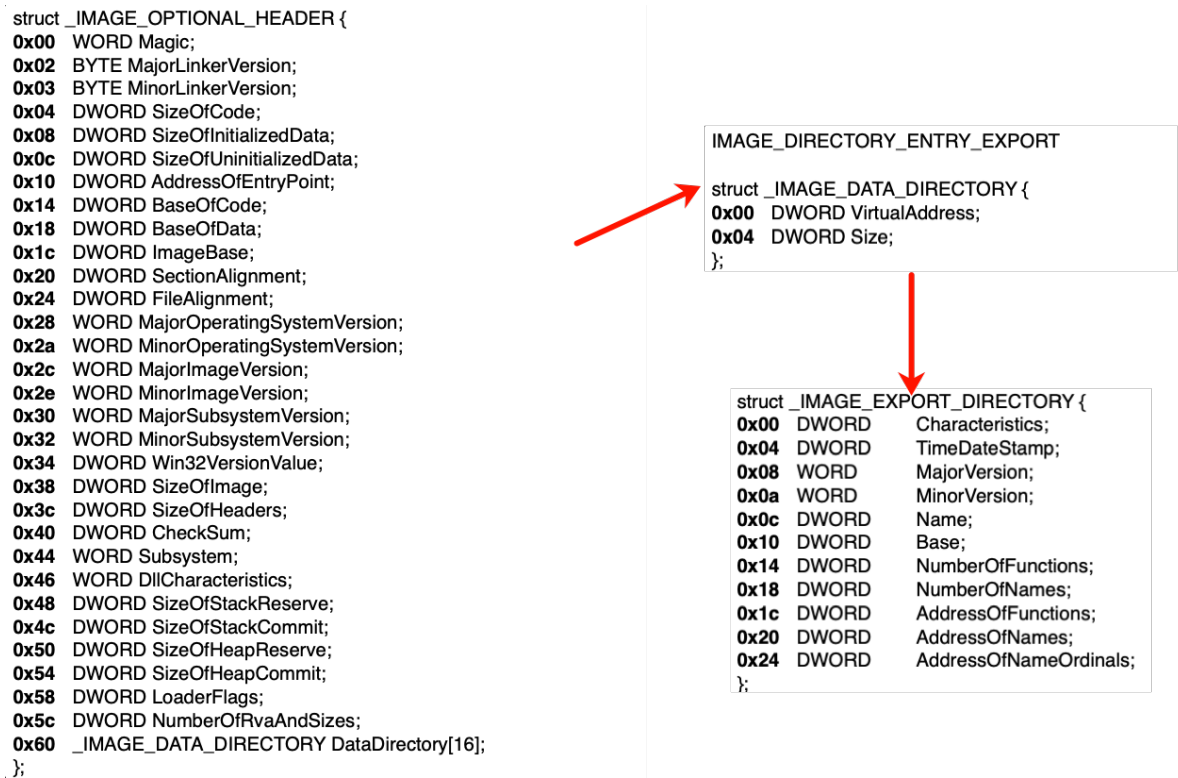 struct _IMAGE_OPTIONAL_HEADER {
0x00 WORD Magic;
0x02 BYTE MajorLinkerVersion;
0x03 BYTE MinorLinkerVersion;
0x04 DWORD SizeOfCode;
0x08 DWORD SizeOfInitializedData;
0x0c DWORD SizeOfUninitializedData;
0x10 DWORD AddressOfEntryPoint;
0x14 DWORD BaseOfCode;
0x18 DWORD BaseOfData;
0x1c DWORD ImageBase;
0x20 DWORD SectionAlignment;
0x24 DWORD FileAlignment;
0x28 WORD MajorOperatingSystemVersion;
0x2a WORD MinorOperatingSystemVersion;
0x2c WORD MajorImageVersion;
0x2e WORD MinorImageVersion;
0x30 WORD MajorSubsystemVersion;
0x32 WORD MinorSubsystemVersion;
0x34 DWORD Win32VersionValue;
0x38 DWORD SizeOfImage;
0x3c DWORD SizeOfHeaders;
0x40 DWORD CheckSum;
0x44 WORD Subsystem;
0x46 WORD DllCharacteristics;
0x48 DWORD SizeOfStackReserve;
0x4c DWORD SizeOfStackCommit;
0x50 DWORD SizeOfHeapReserve;
0x54 DWORD SizeOfHeapCommit;
0x58 DWORD LoaderFlags;
0x5c DWORD NumberOfRvaAndSizes;
0x60 _IMAGE_DATA_DIRECTORY DataDirectory[16];
};
IMAGE_DIRECTORY_ENTRY_EXPORT
struct _IMAGE_DATA_DIRECTORY {
0x00 DWORD VirtualAddress;
0x04 DWORD Size;
};
struct _IMAGE_EXPORT_DIRECTORY {
0x00 DWORD Characteristics;
0x04 DWORD TimeDateStamp;
0x08 WORD MajorVersion;
0x0a WORD MinorVersion;
0x0c DWORD Name;
0x10 DWORD Base;
0x14 DWORD NumberOfFunctions;
0x18 DWORD NumberOfNames;
0x1c DWORD AddressOfFunctions;
0x20 DWORD AddressOfNames;
0x24 DWORD AddressOfNameOrdinals;
};